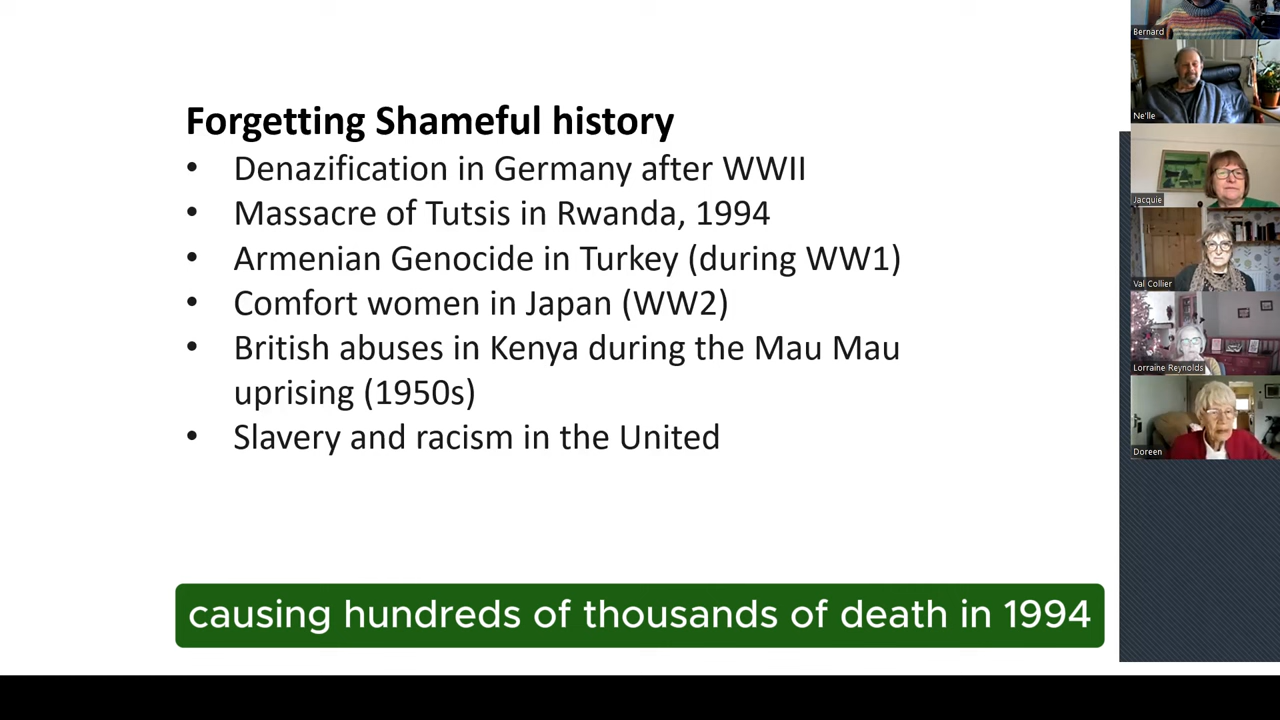 Forgetting Shameful history
• Denazification in Germany after WWII
• Massacre of Tutsis in Rwanda, 1994
• Armenian Genocide in Turkey (during WW1)
• Comfort women in Japan (WW2)
• British abuses in Kenya during the Mau Mau
uprising (1950s)
• Slavery and racism in the United
causing hundreds of thousands of death in 1994
Bernard
Ne'lle
Jacquie
Val Collier
Lorraine Reynolds
Doreen